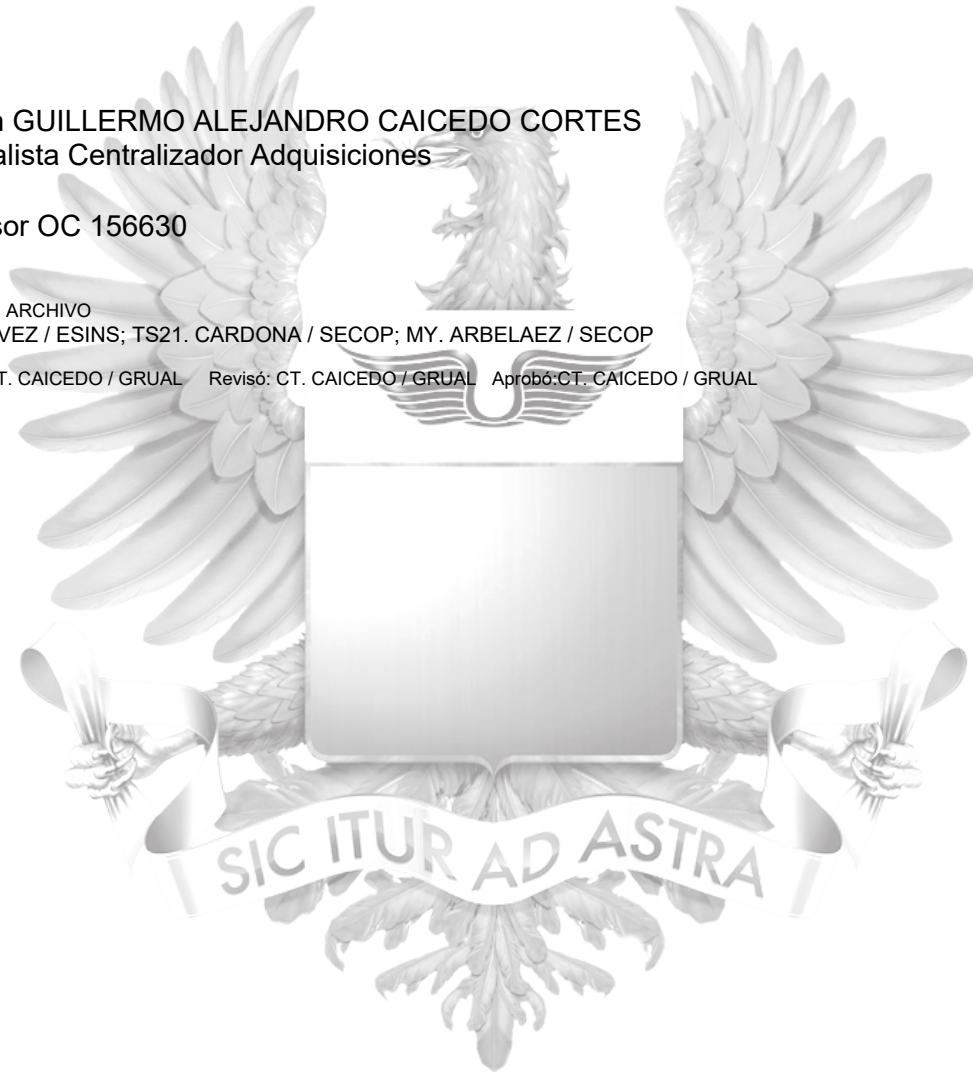 GUILLERMO ALEJANDRO CAICEDO CORTES
alista Centralizador Adquisiciones
sor OC 156630
ARCHIVO
VEZ / ESINS; TS21. CARDONA / SECOP; MY. ARBELAEZ / SECOP
T. CAICEDO / GRUAL Revisó: CT. CAICEDO / GRUAL Aprobó:CT. CAICEDO / GRUAL
SIC ITUR AD ASTRA